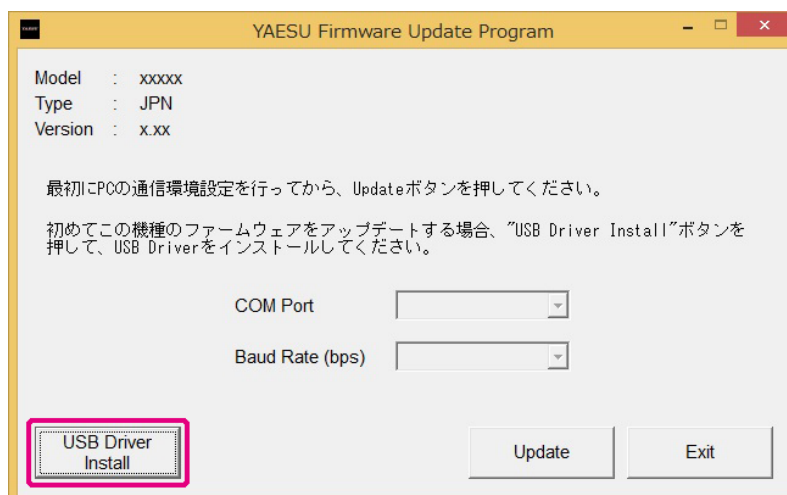 YAESU Firmware Update Program
Model : xxxxx
Type : JPN
Version : x.xx
最初にPCの通信環境設定を行ってから、Updateボタンを押してください。
初めてこの機種のファームウェアをアップデートする場合、"USB Driver Install"ボタンを
押して、USB Driverをインストールしてください。
COM Port
Baud Rate (bps)
USB Driver
Install
Update
Exit